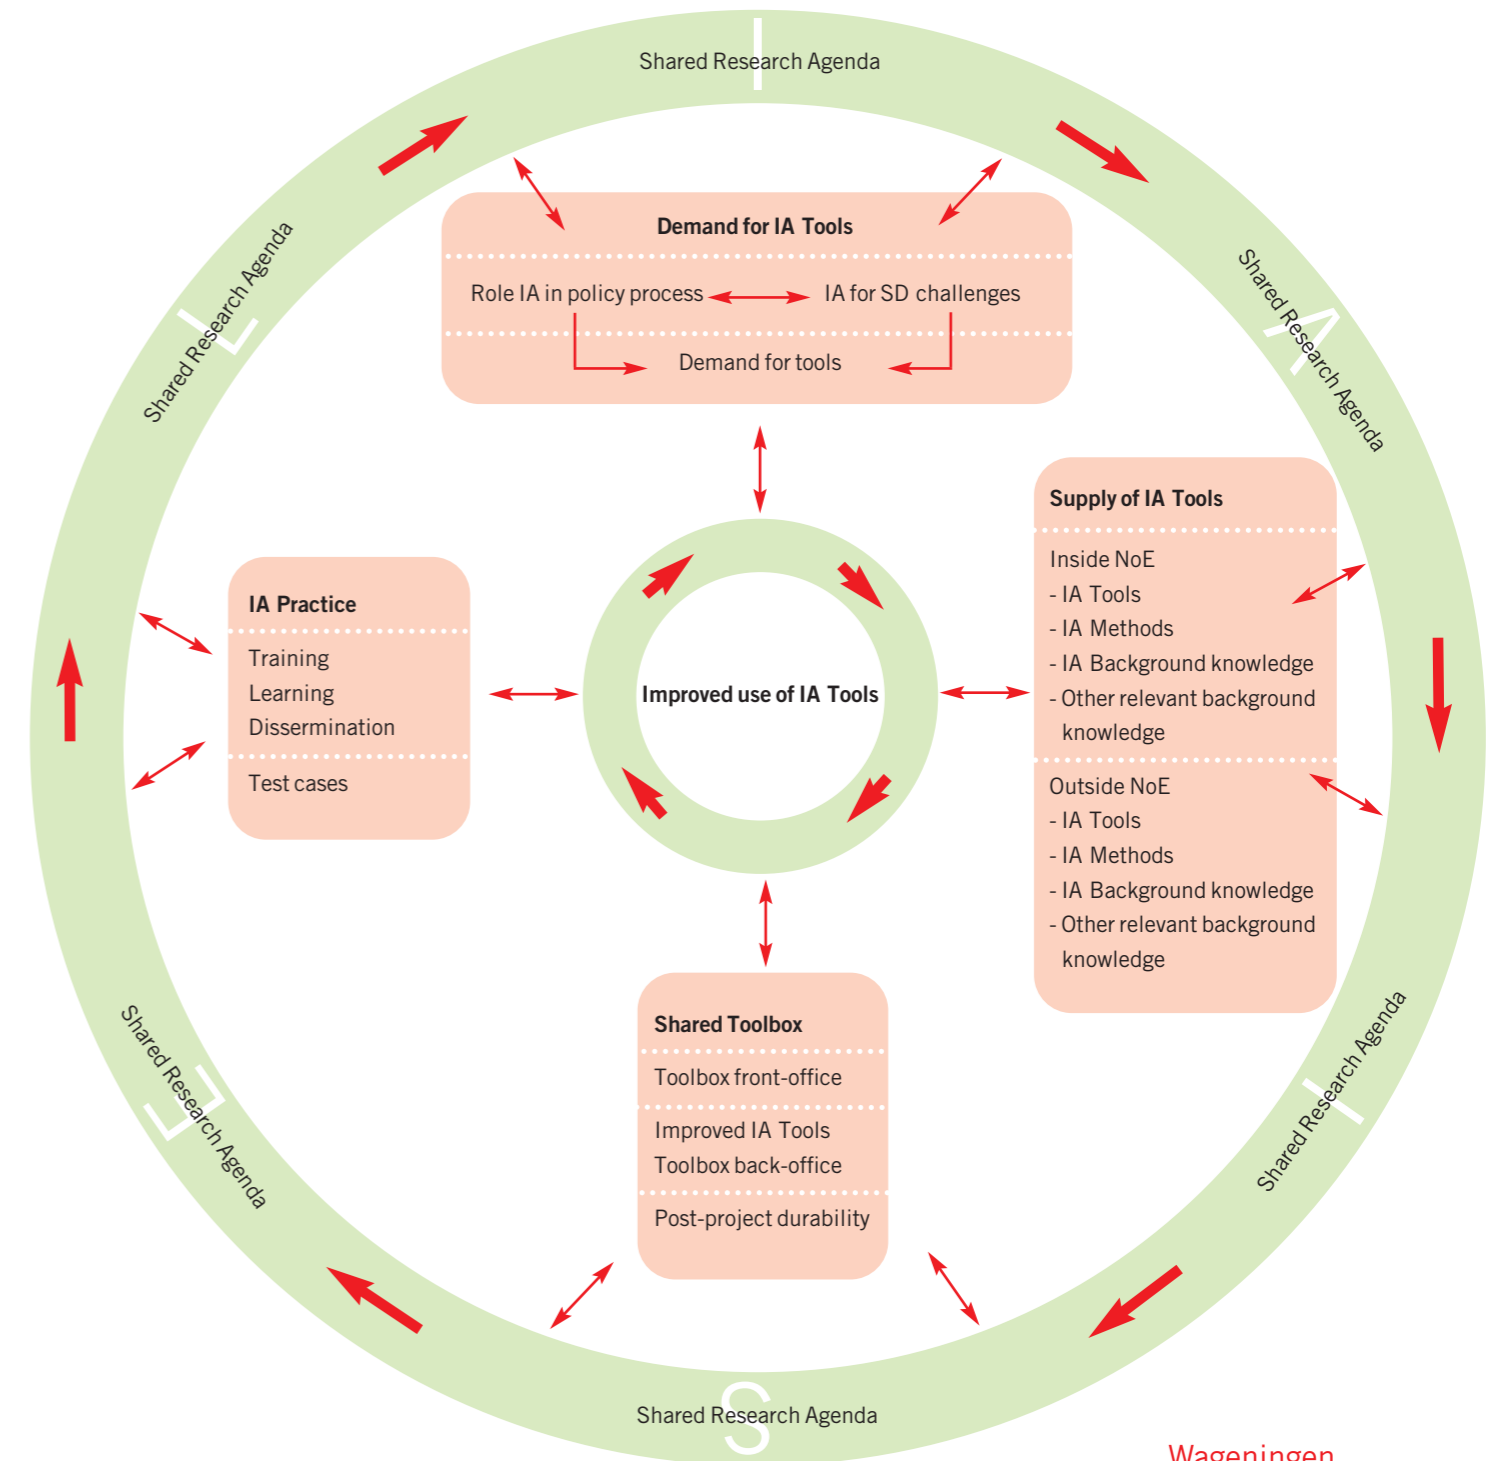 Shared Research Agenda
I
Shared Research Agenda
A
Shared Research Agenda
I
Shared Research Agenda
S
Shared Research Agenda
E
Shared Research Agenda
L
Demand for IA Tools
Role IA in policy process
IA for SD challenges
Demand for tools
Supply of IA Tools
Inside NoE
- IA Tools
- IA Methods
- IA Background knowledge
- Other relevant background
knowledge
Outside NoE
- IA Tools
- IA Methods
- IA Background knowledge
- Other relevant background
knowledge
IA Practice
Training
Learning
Dissermination
Test cases
Improved use of IA Tools
Shared Toolbox
Toolbox front-office
Improved IA Tools
Toolbox back-office
Post-project durability
Wageningen